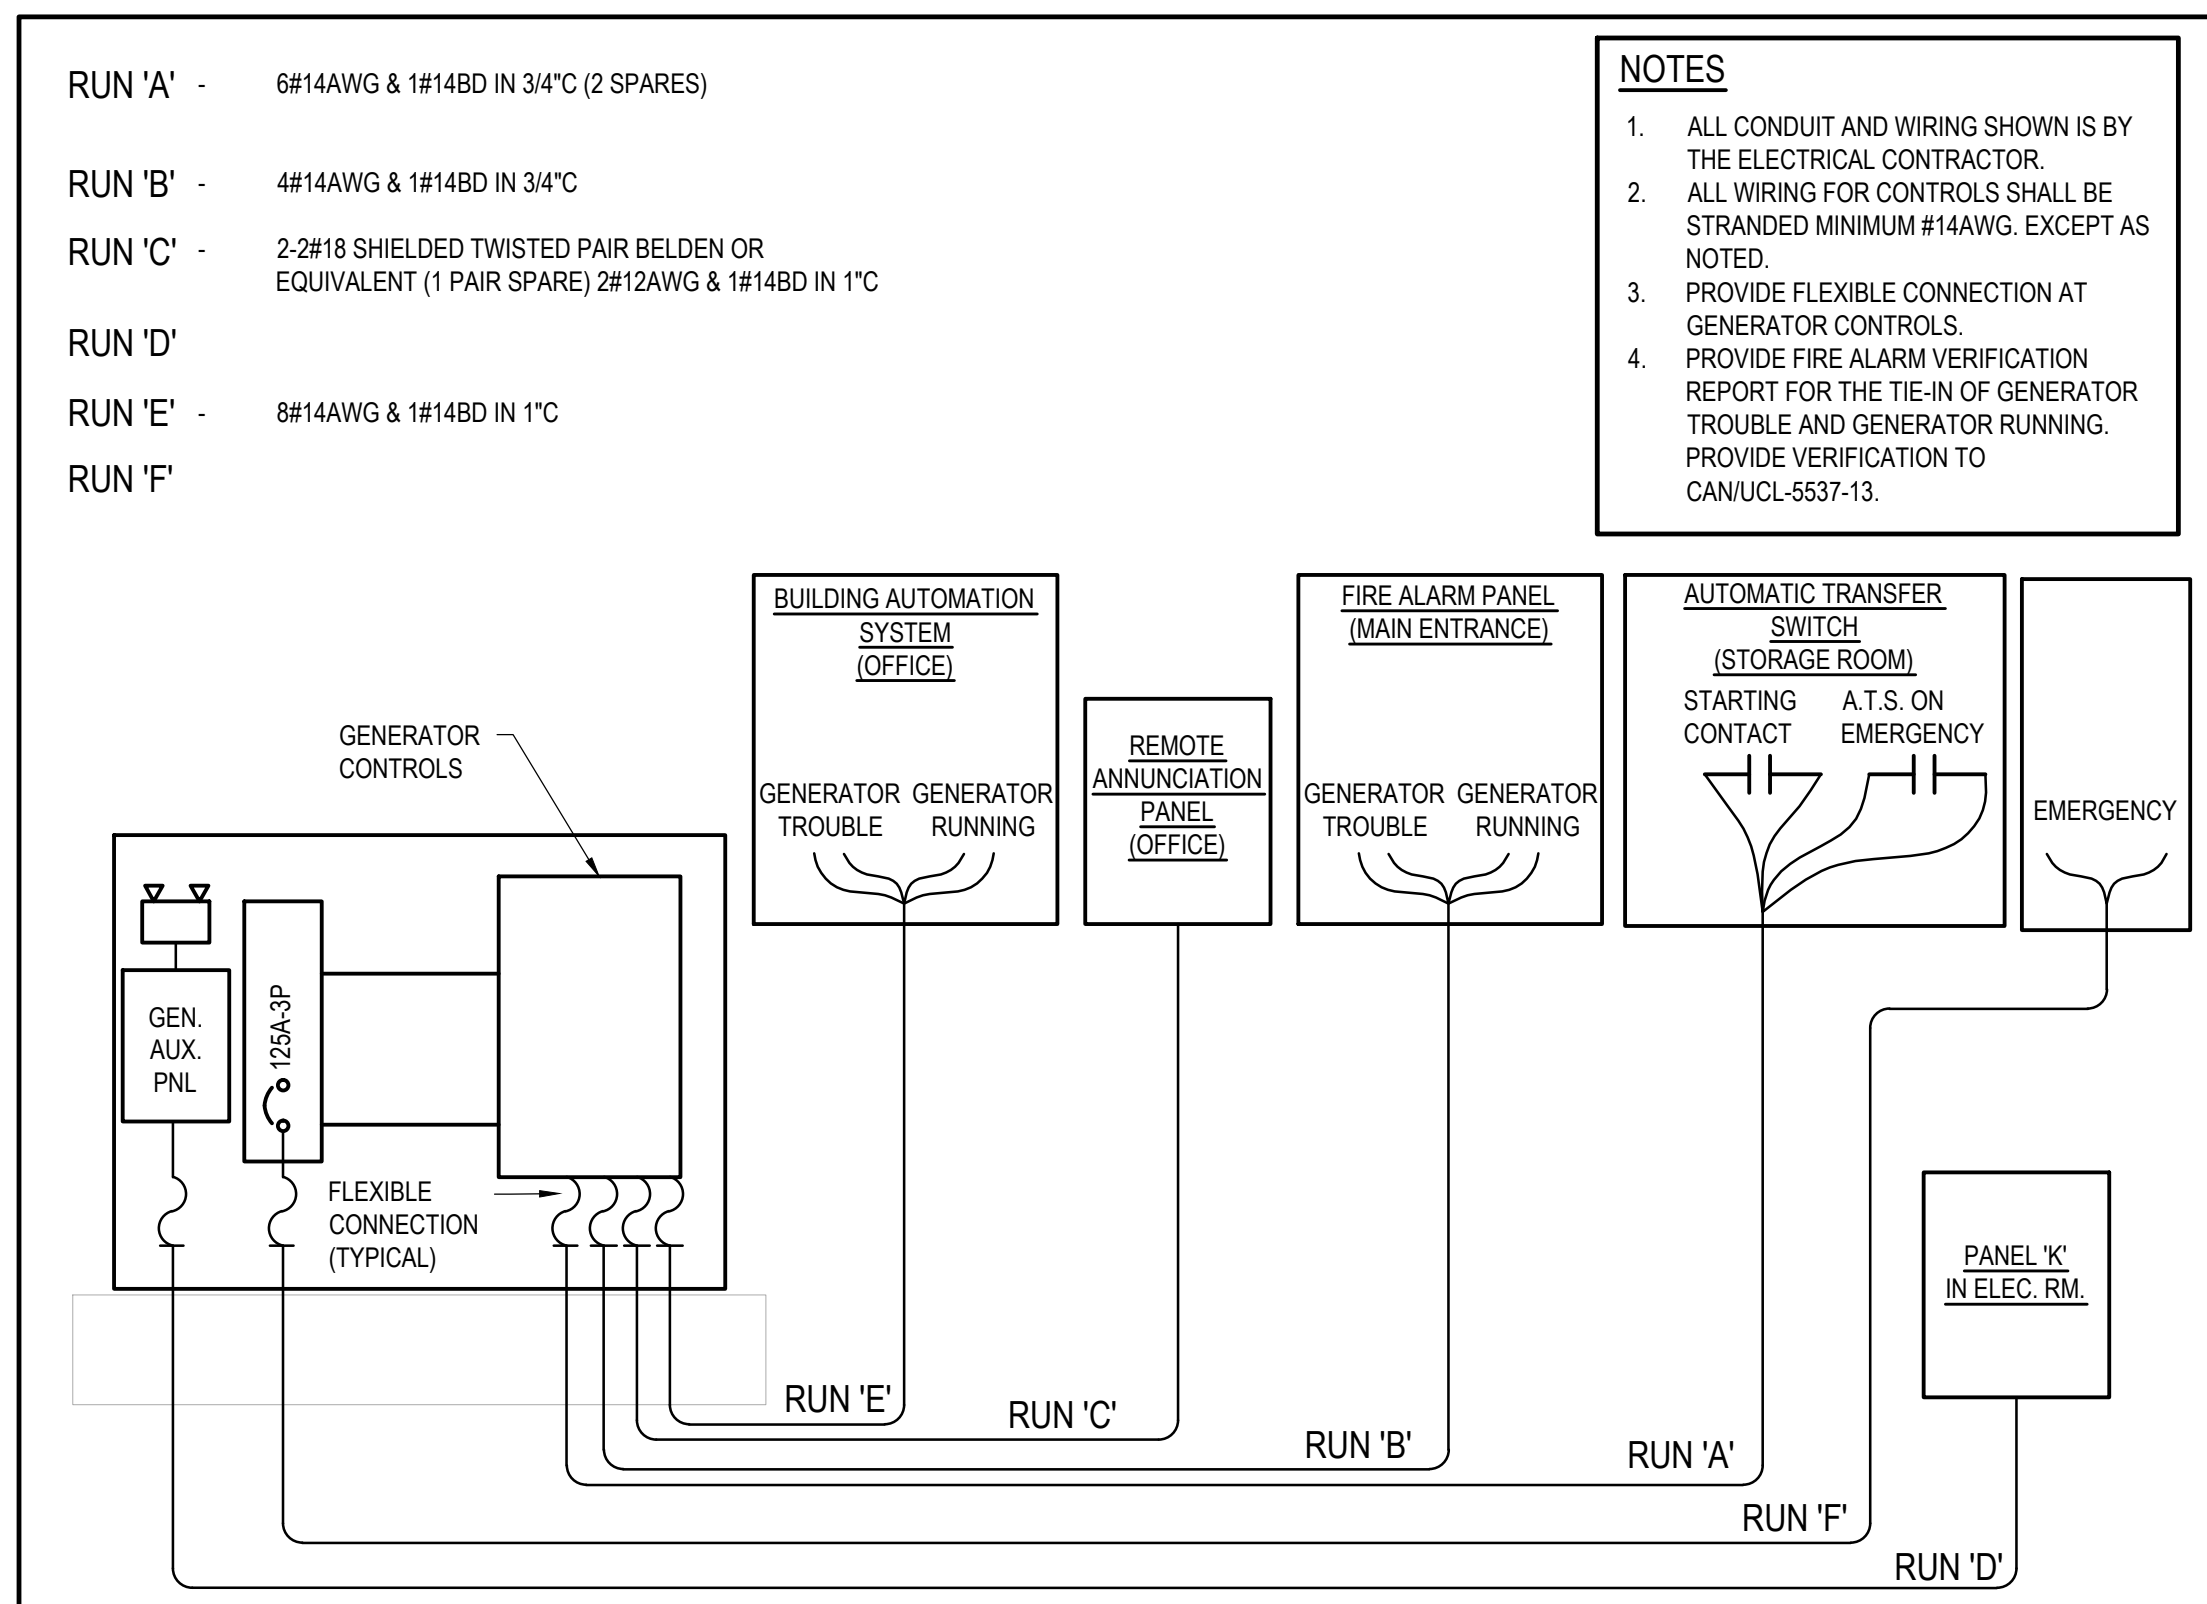 RUN 'A' - 6#14AWG & 1#14BD IN 3/4"C (2 SPARES)
RUN 'B' - 4#14AWG & 1#14BD IN 3/4"C
RUN 'C' - 2-2#18 SHIELDED TWISTED PAIR BELDEN OR
EQUIVALENT (1 PAIR SPARE) 2#12AWG & 1#14BD IN 1"C
RUN 'D'
RUN 'E' - 8#14AWG & 1#14BD IN 1"C
RUN 'F'
NOTES
1. ALL CONDUIT AND WIRING SHOWN IS BY
THE ELECTRICAL CONTRACTOR.
2. ALL WIRING FOR CONTROLS SHALL BE
STRANDED MINIMUM #14AWG. EXCEPT AS
NOTED.
3. PROVIDE FLEXIBLE CONNECTION AT
GENERATOR CONTROLS.
4. PROVIDE FIRE ALARM VERIFICATION
REPORT FOR THE TIE-IN OF GENERATOR
TROUBLE AND GENERATOR RUNNING.
PROVIDE VERIFICATION TO
CAN/UCL-5537-13.
GENERATOR
CONTROLS
GEN.
AUX.
PNL
125A-3P
FLEXIBLE
CONNECTION
(TYPICAL)
BUILDING AUTOMATION
SYSTEM
(OFFICE)
GENERATOR
TROUBLE
GENERATOR
RUNNING
REMOTE
ANNUNCIATION
PANEL
(OFFICE)
FIRE ALARM PANEL
(MAIN ENTRANCE)
GENERATOR
TROUBLE
GENERATOR
RUNNING
AUTOMATIC TRANSFER
SWITCH
(STORAGE ROOM)
STARTING
CONTACT
A.T.S. ON
EMERGENCY
EMERGENCY
PANEL 'K'
IN ELEC. RM.
RUN 'E'
RUN 'C'
RUN 'B'
RUN 'A'
RUN 'F'
RUN 'D'